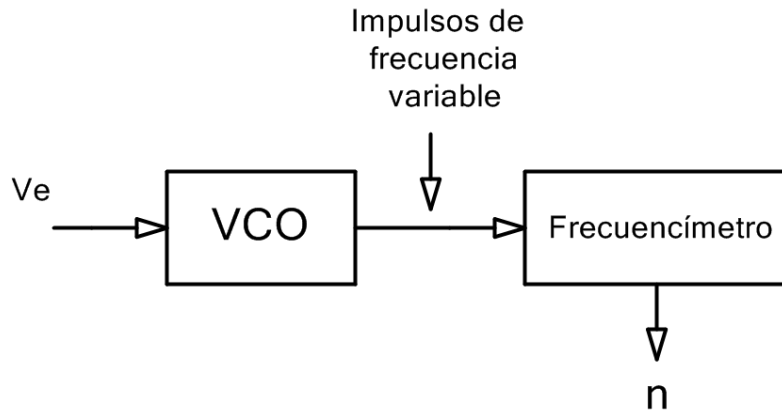 Impulsos de
frecuencia
variable
Ve
VCO
Frecuencímetro
n